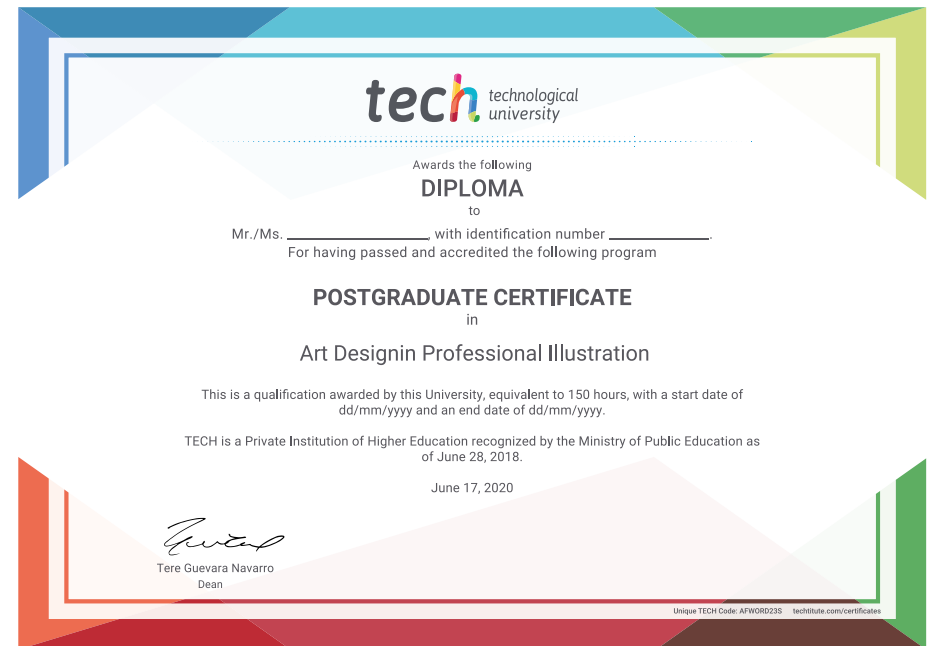 tech technological
university
Awards the following
DIPLOMA
to
Mr./Ms. ____________________, with identification number ______________.
For having passed and accredited the following program
POSTGRADUATE CERTIFICATE
in
Art Designin Professional Illustration
This is a qualification awarded by this University, equivalent to 150 hours, with a start date of
dd/mm/yyyy and an end date of dd/mm/yyyy.
TECH is a Private Institution of Higher Education recognized by the Ministry of Public Education as
of June 28, 2018.
June 17, 2020
Tere Guevara Navarro
Dean
Unique TECH Code: AFWORD23S techtitute.com/certificates